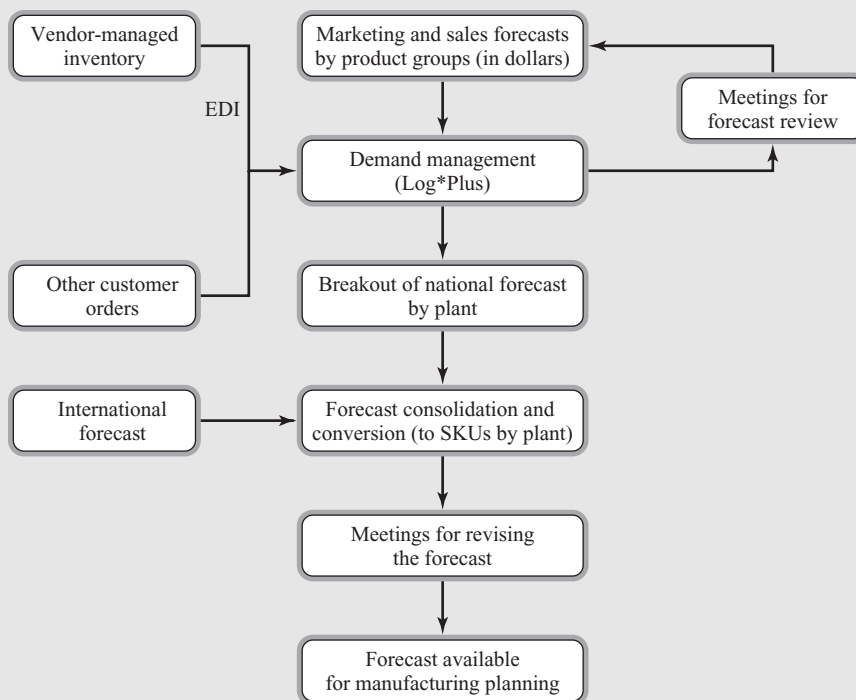 Vendor-managed
inventory
Marketing and sales forecasts
by product groups (in dollars)
Meetings for
forecast review
EDI
Demand management
(Log*Plus)
Other customer
orders
Breakout of national forecast
by plant
International
forecast
Forecast consolidation and
conversion (to SKUs by plant)
Meetings for revising
the forecast
Forecast available
for manufacturing planning